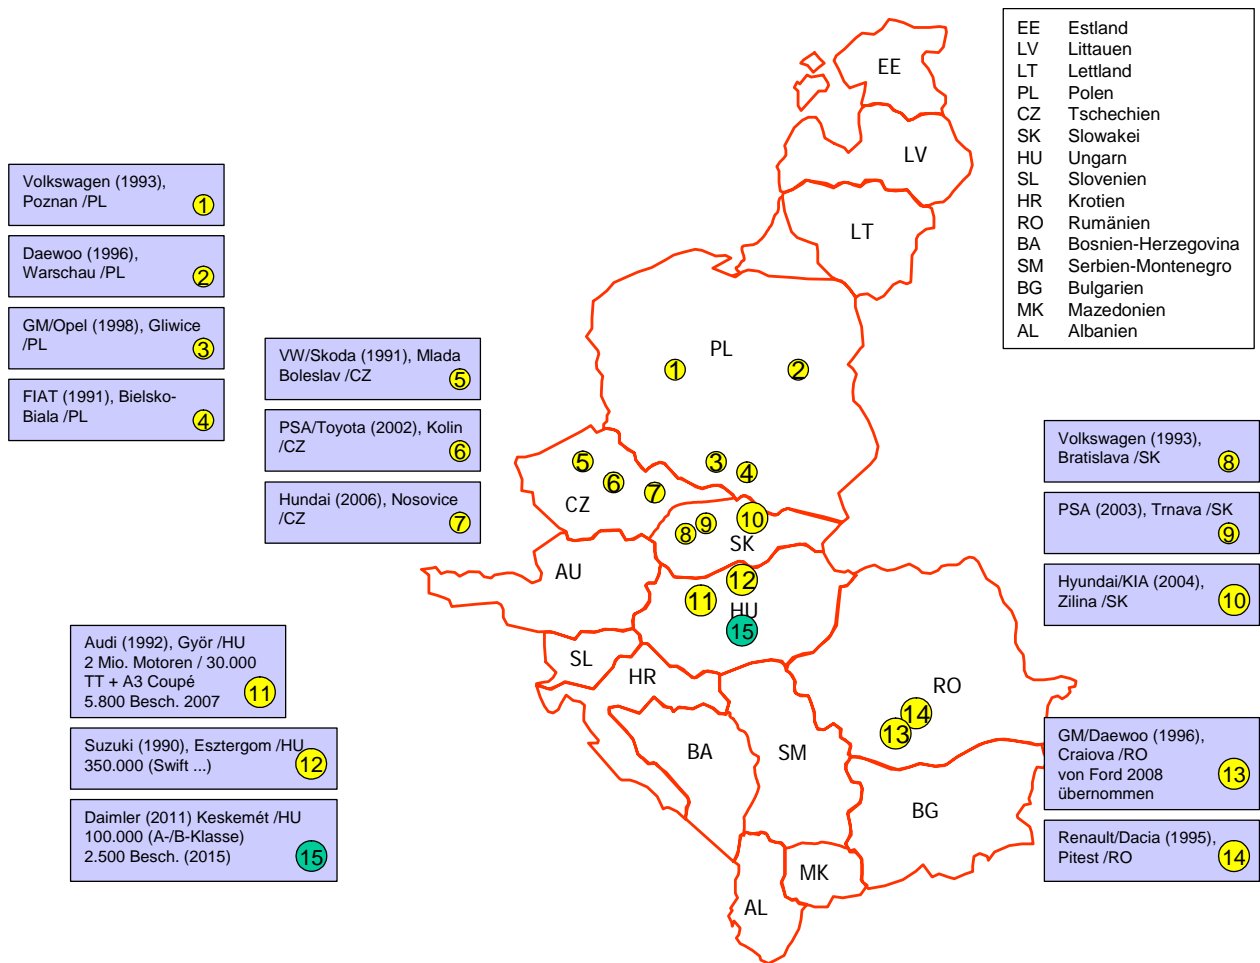 EE Estland
LV Littauen
LT Lettland
PL Polen
CZ Tschechien
SK Slowakei
HU Ungarn
SL Slovenien
HR Krotien
RO Rumänien
BA Bosnien-Herzegovina
SM Serbien-Montenegro
BG Bulgarien
MK Mazedonien
AL Albanien
Volkswagen (1993),
Poznan /PL 1
Daewoo (1996),
Warschau /PL 2
GM/Opel (1998), Gliwice
/PL 3
FIAT (1991), Bielsko-
Biala /PL 4
VW/Skoda (1991), Mlada
Boleslav /CZ 5
PSA/Toyota (2002), Kolin
/CZ 6
Hundai (2006), Nosovice
/CZ 7
Volkswagen (1993),
Bratislava /SK 8
PSA (2003), Trnava /SK
9
Hyundai/KIA (2004),
Zilina /SK 10
Audi (1992), Györ /HU
2 Mio. Motoren / 30.000
TT + A3 Coupé
5.800 Besch. 2007 11
Suzuki (1990), Esztergom /HU
350.000 (Swift ...) 12
Daimler (2011) Keskemét /HU
100.000 (A-/B-Klasse)
2.500 Besch. (2015) 15
GM/Daewoo (1996),
Craiova /RO
von Ford 2008 13
übernommen
Renault/Dacia (1995),
Pitest /RO 14
EE
LV
LT
PL
1 2
3 4
5 6 7
CZ
8 9 10
SK
AU
12
11
HU
15
SL
HR
RO
14
13
BA
SM
BG
MK
AL